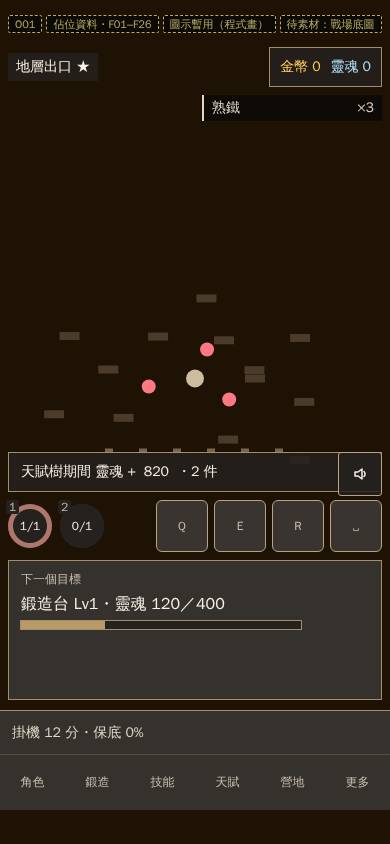 001 佔位資料・F01–F26 圖示暫用（程式畫） 待素材：戰場底圖
地層出口 ★
金幣 0 靈魂 0
熟鐵 ×3
天賦樹期間 靈魂 + 820 ・2 件
1 1/1 2 0/1 Q E R ⎵
下一個目標
鍛造台 Lv1・靈魂 120／400
掛機 12 分・保底 0%
角色 鍛造 技能 天賦 營地 更多